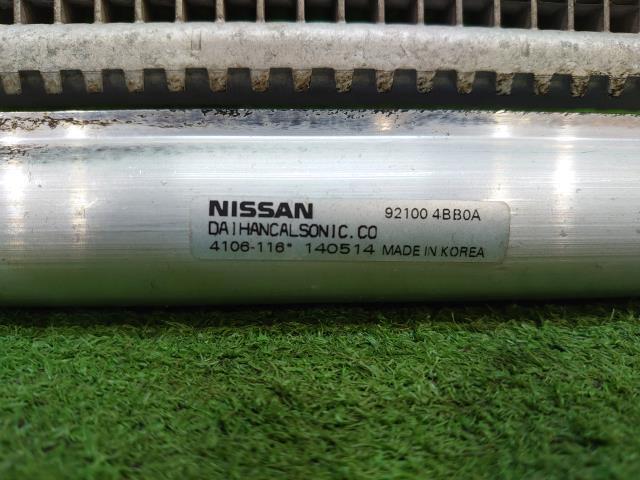 NISSAN 92100 4BB0A
DAIHANCALSONIC.CO
4106-116* 140514 MADE IN KOREA